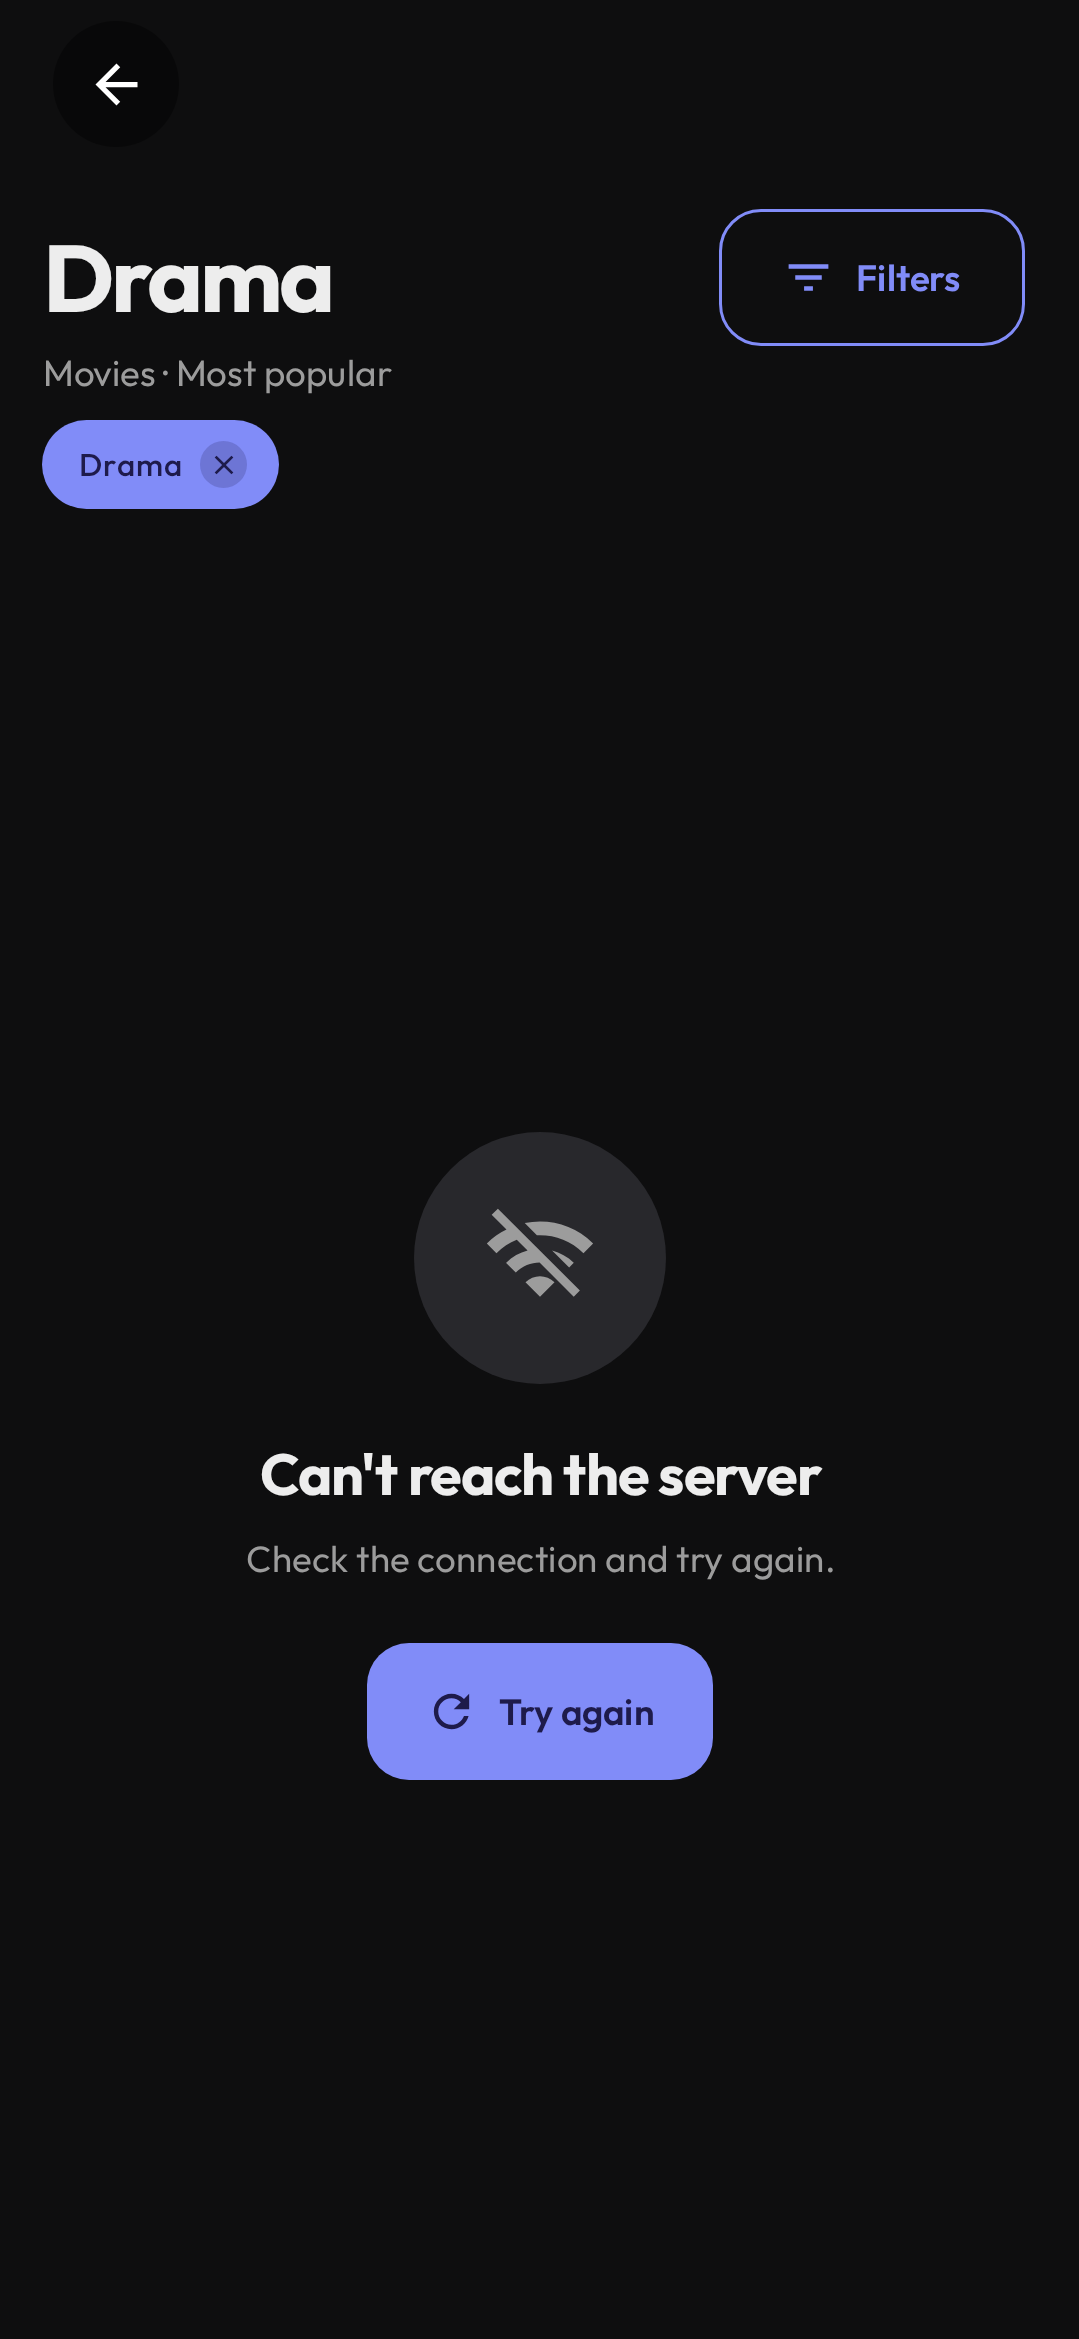 Drama
Filters
Movies · Most popular
Drama
Can't reach the server
Check the connection and try again.
Try again